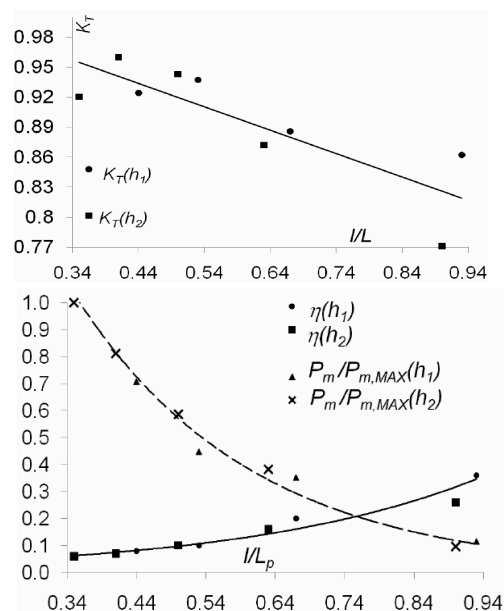 K_T
0.98
0.95
0.92
0.89
0.86
0.83
0.8
0.77
K_T(h_1)
K_T(h_2)
l/L
0.34 0.44 0.54 0.64 0.74 0.84 0.94
1.0
0.9
0.8
0.7
0.6
0.5
0.4
0.3
0.2
0.1
0.0
η(h_1)
η(h_2)
P_m/P_{m,MAX}(h_1)
P_m/P_{m,MAX}(h_2)
l/L_p
0.34 0.44 0.54 0.64 0.74 0.84 0.94